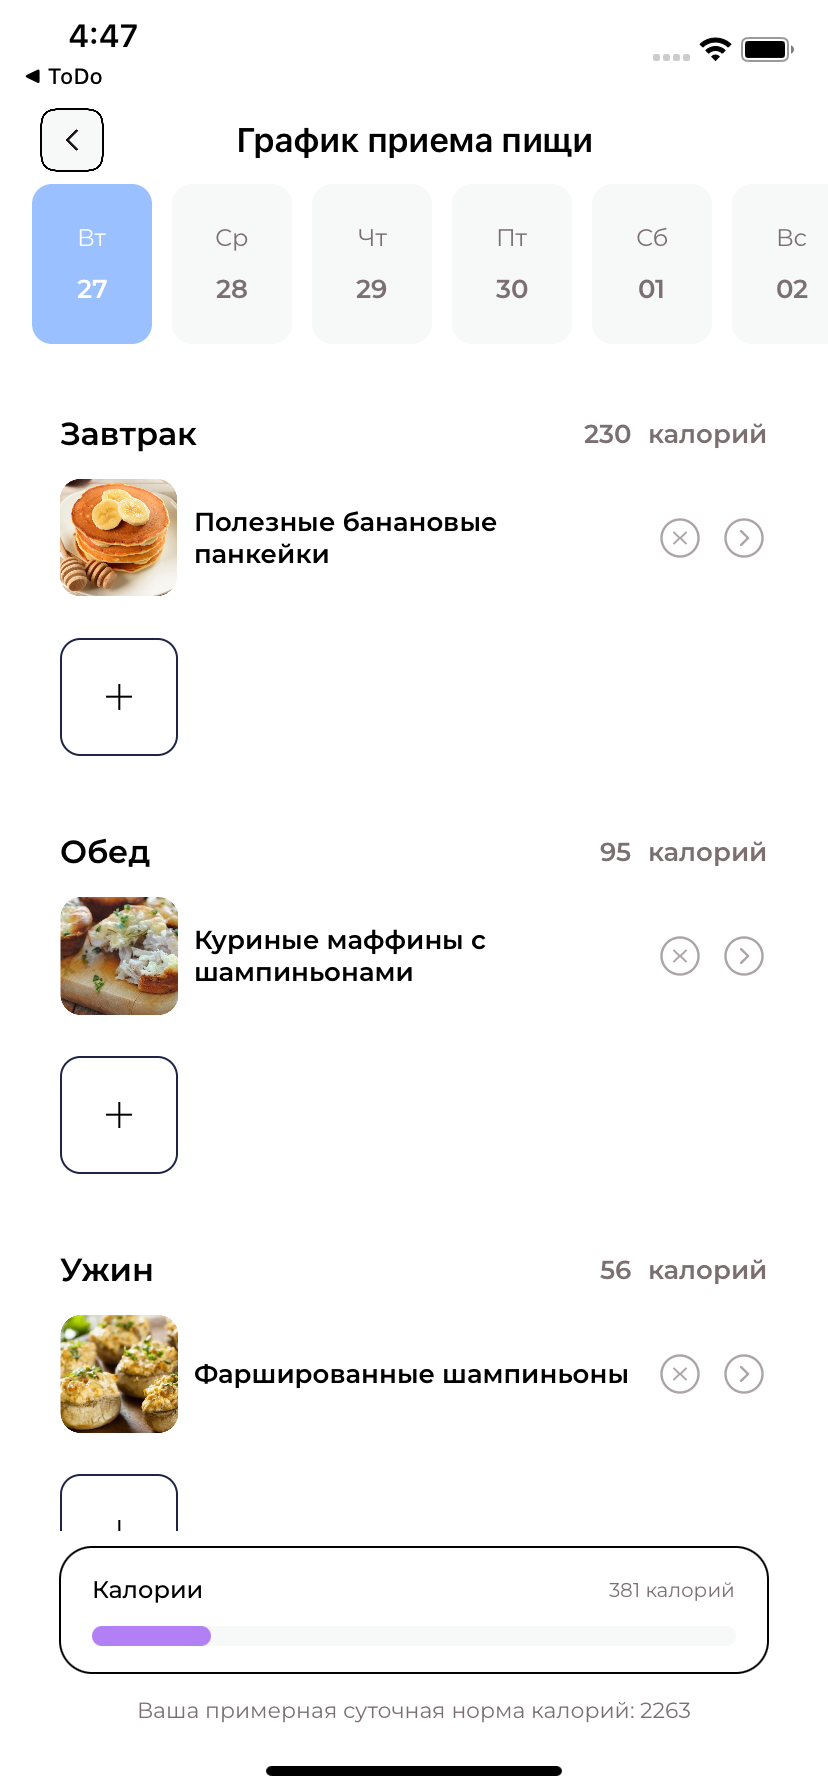 4:47
ToDo
График приема пищи
Вт
Ср
Чт
Пт
Сб
Вс
27
28
29
30
01
02
Завтрак
230 калорий
Полезные банановые
панкейки
Обед
95 калорий
Куриные маффины с
шампиньонами
Ужин
56 калорий
Фаршированные шампиньоны
Калории
381 калорий
Ваша примерная суточная норма калорий: 2263